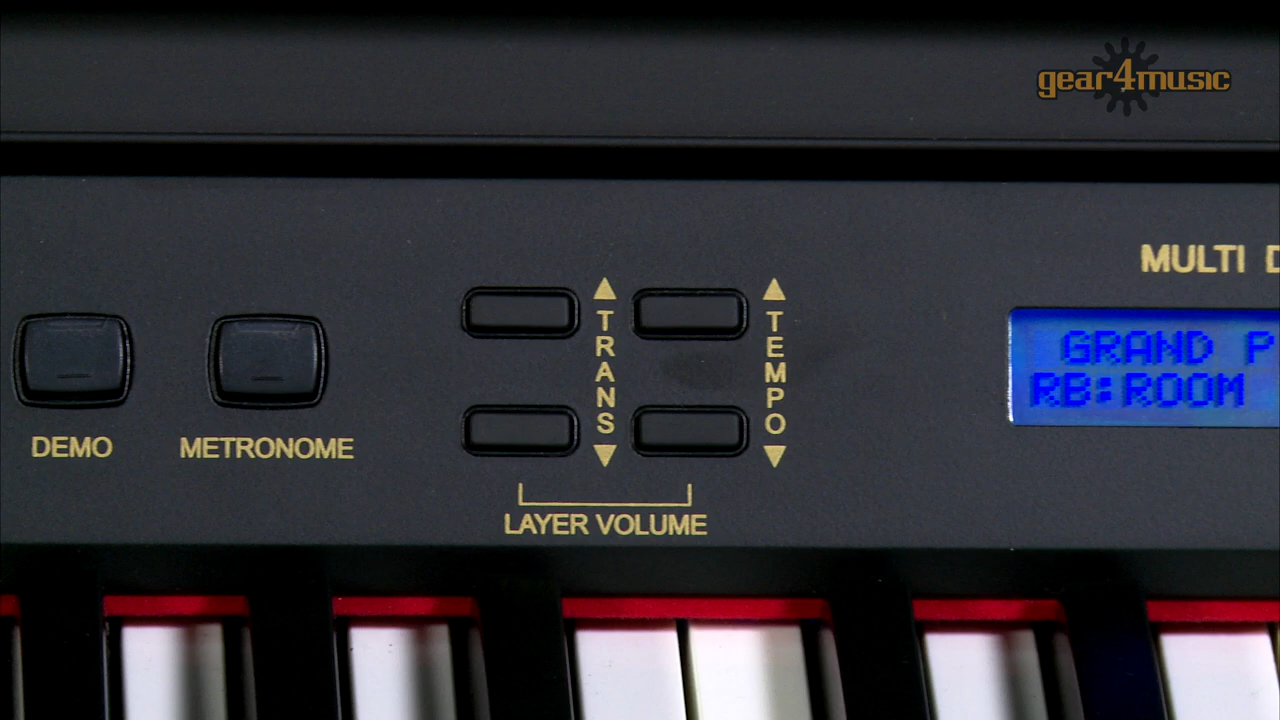 gear4music
MULTI D
GRAND P
RB:ROOM
TRANS
TEMPO
DEMO
METRONOME
LAYER VOLUME